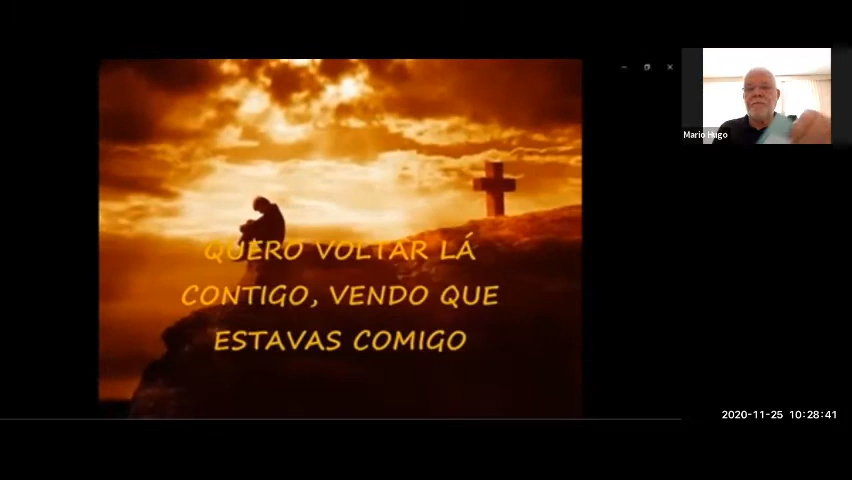 Mario Hugo
QUERO VOLTAR LÁ
CONTIGO, VENDO QUE
ESTAVAS COMIGO
2020-11-25 10:28:41